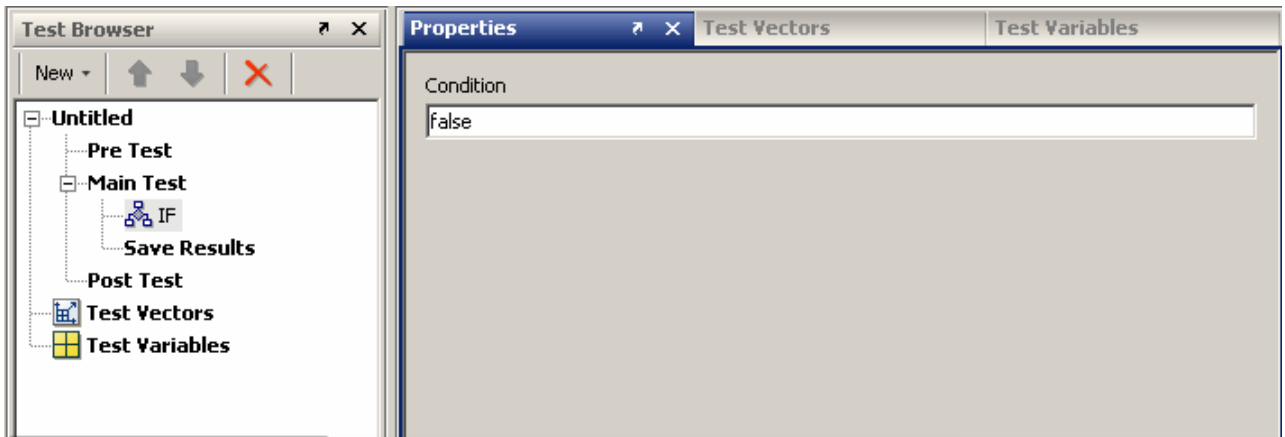 Test Browser
New
Untitled
Pre Test
Main Test
IF
Save Results
Post Test
Test Vectors
Test Variables
Properties
Test Vectors
Test Variables
Condition
false